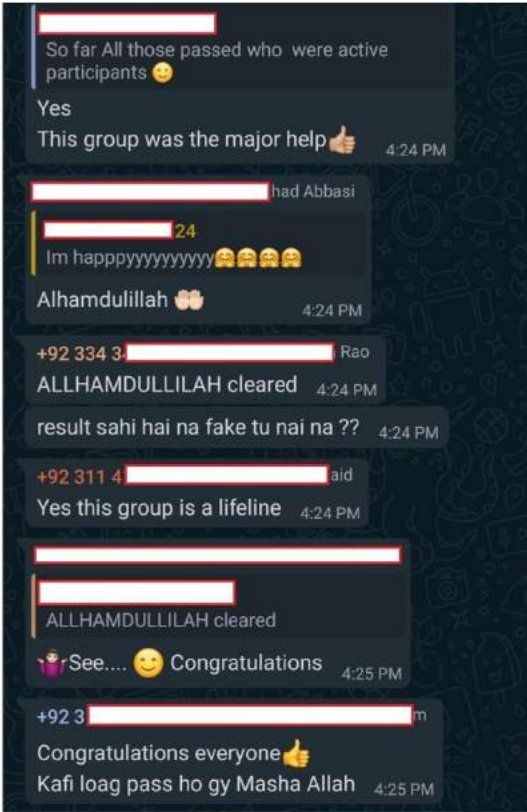 So far All those passed who were active
participants 🙂
Yes
This group was the major help👍🏼
4:24 PM
had Abbasi
24
Im happpyyyyyyyyyy🤗🤗🤗🤗
Alhamdulillah 🤲🏻
4:24 PM
+92 334 3 Rao
ALLHAMDULLILAH cleared 4:24 PM
result sahi hai na fake tu nai na ?? 4:24 PM
+92 311 4 aid
Yes this group is a lifeline 4:24 PM
ALLHAMDULLILAH cleared
🤷🏻‍♀️See.... 🙂 Congratulations 4:25 PM
+92 3 m
Congratulations everyone👍
Kafi loag pass ho gy Masha Allah 4:25 PM